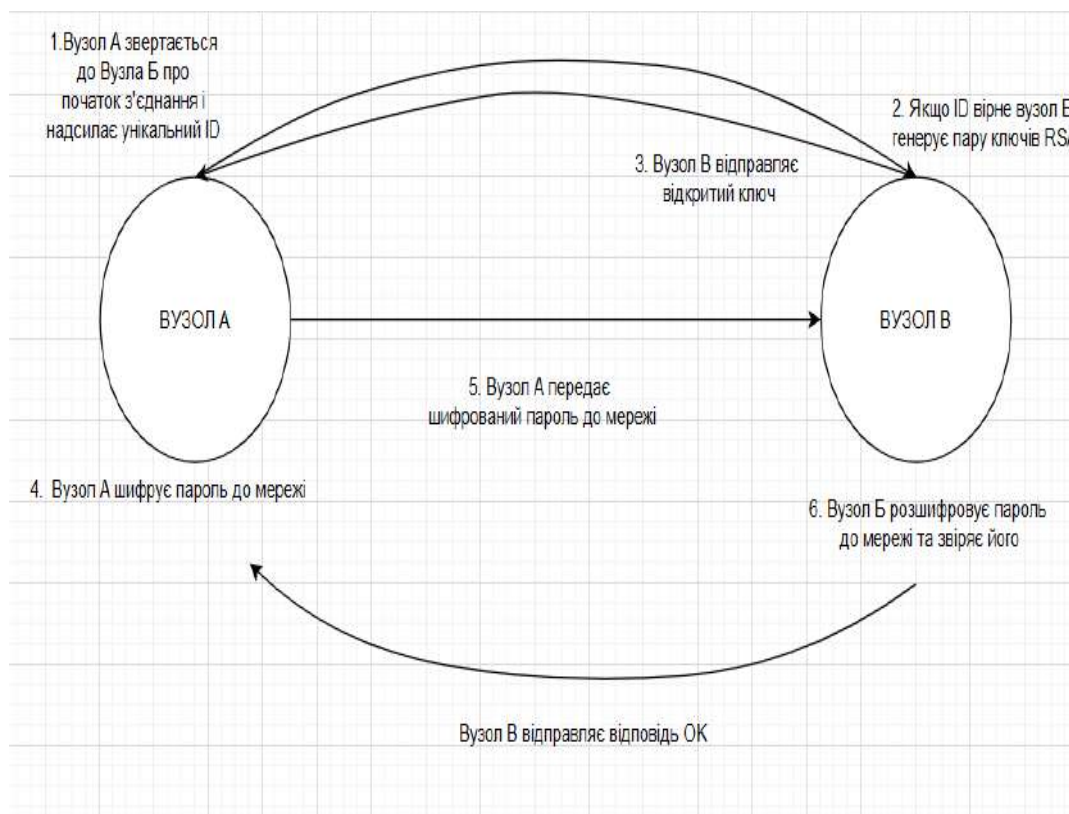 1.Вузол А звертається
до Вузла Б про
початок з'єднання і
надсилає унікальний ID
2. Якщо ID вірне вузол
генерує пару ключів
3. Вузол В відправляє
відкритий ключ
ВУЗОЛ А
ВУЗОЛ В
5. Вузол А передає
шифрований пароль до мережі
4. Вузол А шифрує пароль до мережі
6. Вузол Б розшифровує пароль
до мережі та звіряє його
Вузол В відправляє відповідь ОК